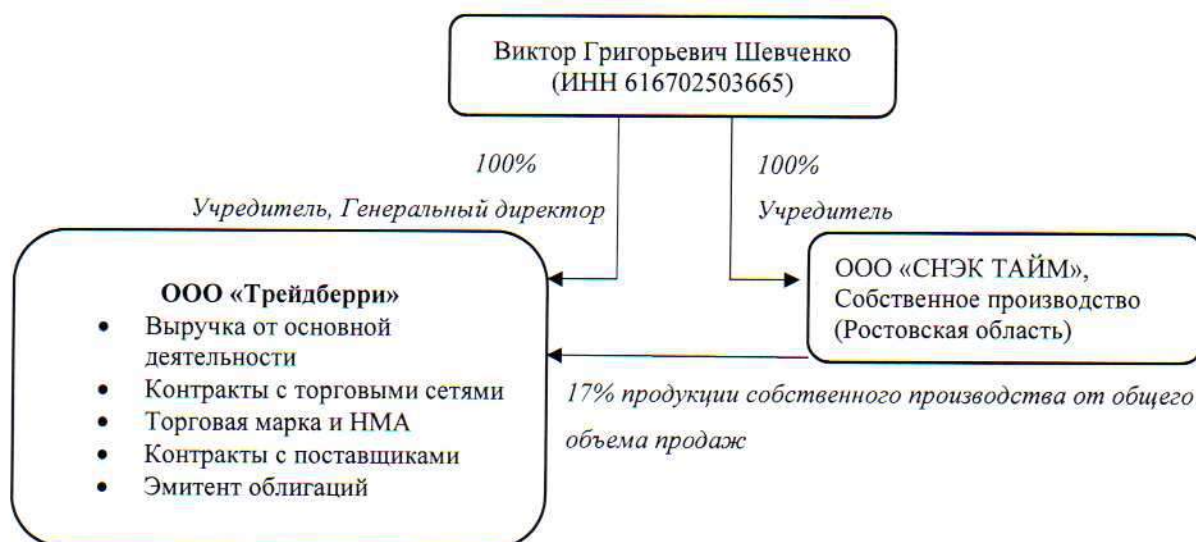 Виктор Григорьевич Шевченко
(ИНН 616702503665)
100%
Учредитель, Генеральный директор
100%
Учредитель
ООО «Трейдберри»
• Выручка от основной
деятельности
• Контракты с торговыми сетями
• Торговая марка и НМА
• Контракты с поставщиками
• Эмитент облигаций
ООО «СНЭК ТАЙМ»,
Собственное производство
(Ростовская область)
17% продукции собственного производства от общего
объема продаж